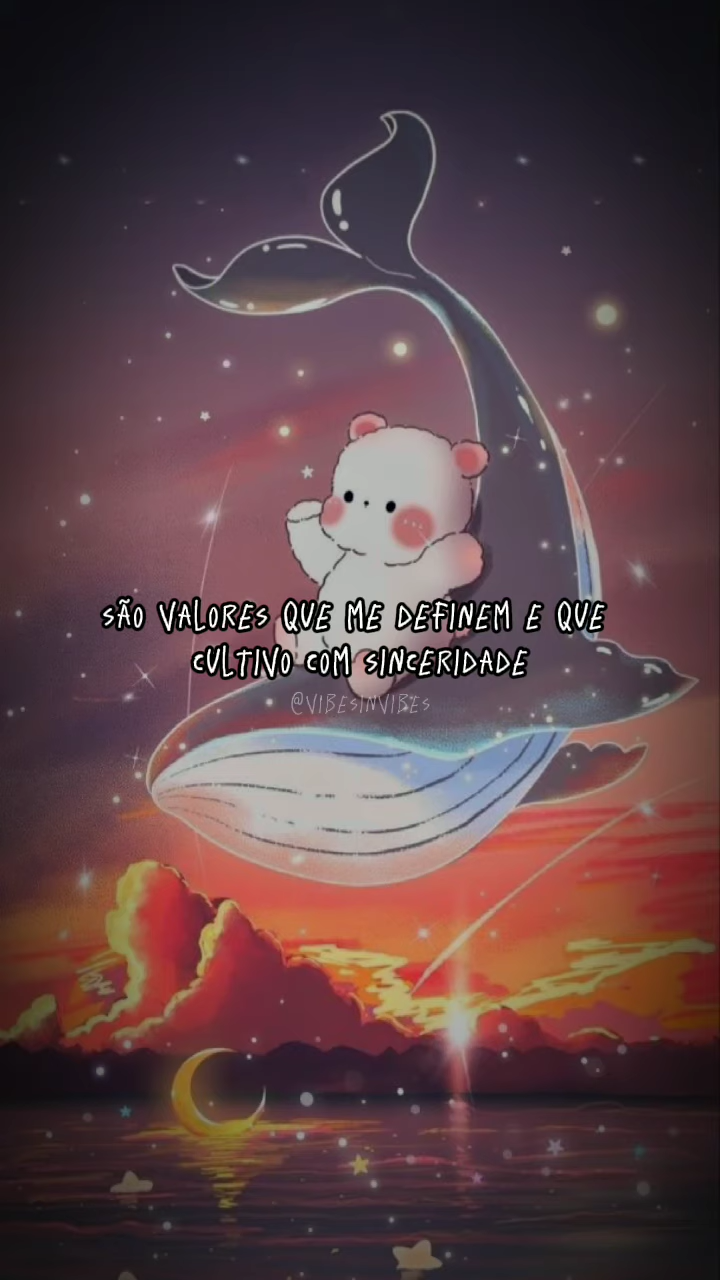 SÃO VALORES QUE ME DEFINEM E QUE
CULTIVO COM SINCERIDADE
@VIBESINVIBES